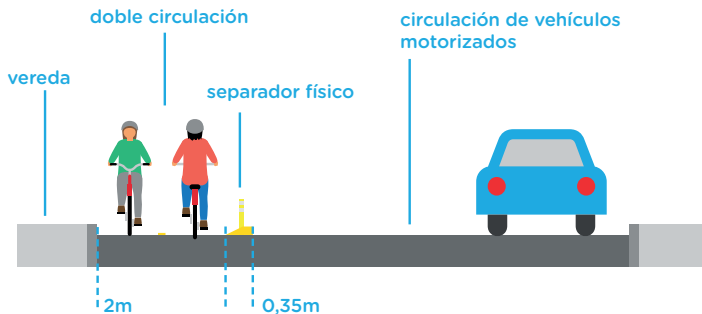 doble circulación
circulación de vehículos
motorizados
vereda
separador físico
2m
0,35m